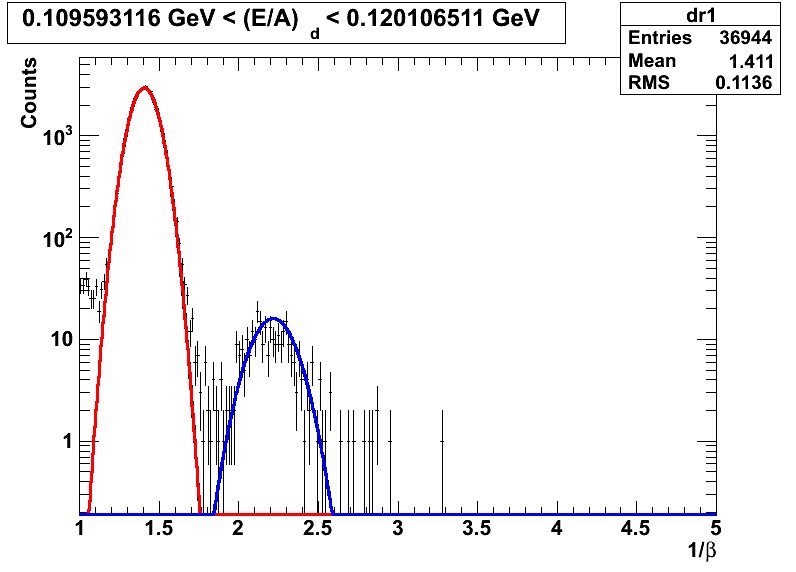 0.109593116 GeV < (E/A)d < 0.120106511 GeV
dr1
Entries 36944
Mean 1.411
RMS 0.1136
Counts
10³
10²
10
1
1 1.5 2 2.5 3 3.5 4 4.5 5
1/β